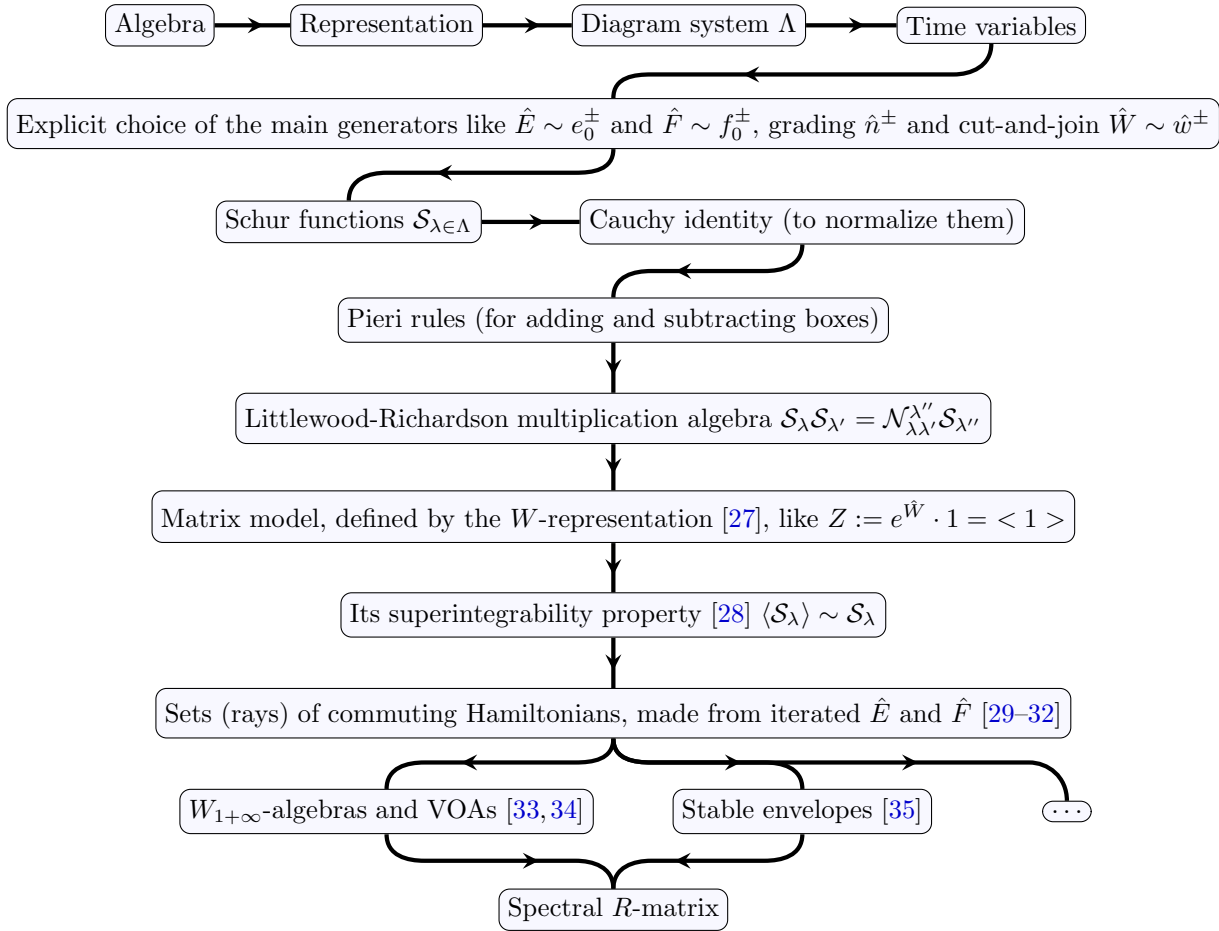 Algebra Representation Diagram system Λ Time variables
Explicit choice of the main generators like Ê ∼ e₀^± and F̂ ∼ f₀^±, grading n̂^± and cut-and-join Ŵ ∼ ŵ^±
Schur functions 𝒮_{λ∈Λ} Cauchy identity (to normalize them)
Pieri rules (for adding and subtracting boxes)
Littlewood-Richardson multiplication algebra 𝒮_λ𝒮_{λ′} = 𝒩_{λλ′}^{λ′′}𝒮_{λ′′}
Matrix model, defined by the W-representation [27], like Z := e^{Ŵ} · 1 = < 1 >
Its superintegrability property [28] ⟨𝒮_λ⟩ ∼ 𝒮_λ
Sets (rays) of commuting Hamiltonians, made from iterated Ê and F̂ [29–32]
W_{1+∞}-algebras and VOAs [33, 34] Stable envelopes [35] ···
Spectral R-matrix